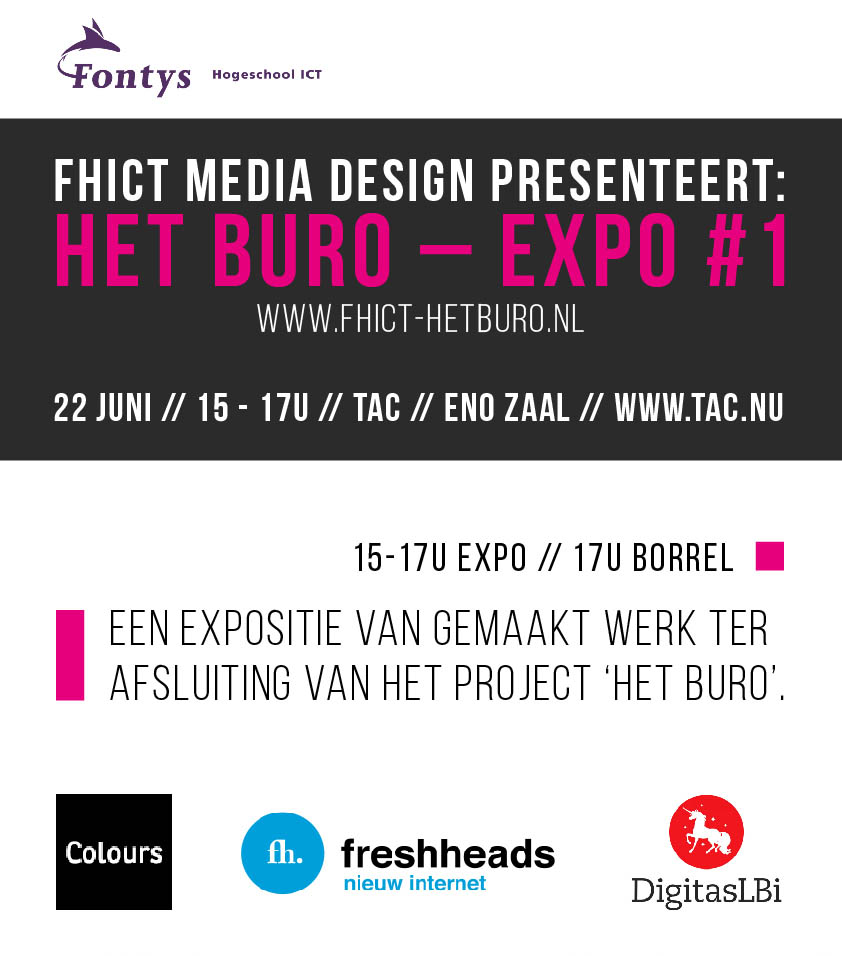 Fontys Hogeschool ICT
FHICT MEDIA DESIGN PRESENTEERT:
HET BURO – EXPO #1
WWW.FHICT-HETBURO.NL
22 JUNI // 15 - 17U // TAC // ENO ZAAL // WWW.TAC.NU
15-17U EXPO // 17U BORREL
EEN EXPOSITIE VAN GEMAAKT WERK TER
AFSLUITING VAN HET PROJECT ‘HET BURO’.
Colours
fh. freshheads
nieuw internet
DigitasLBi